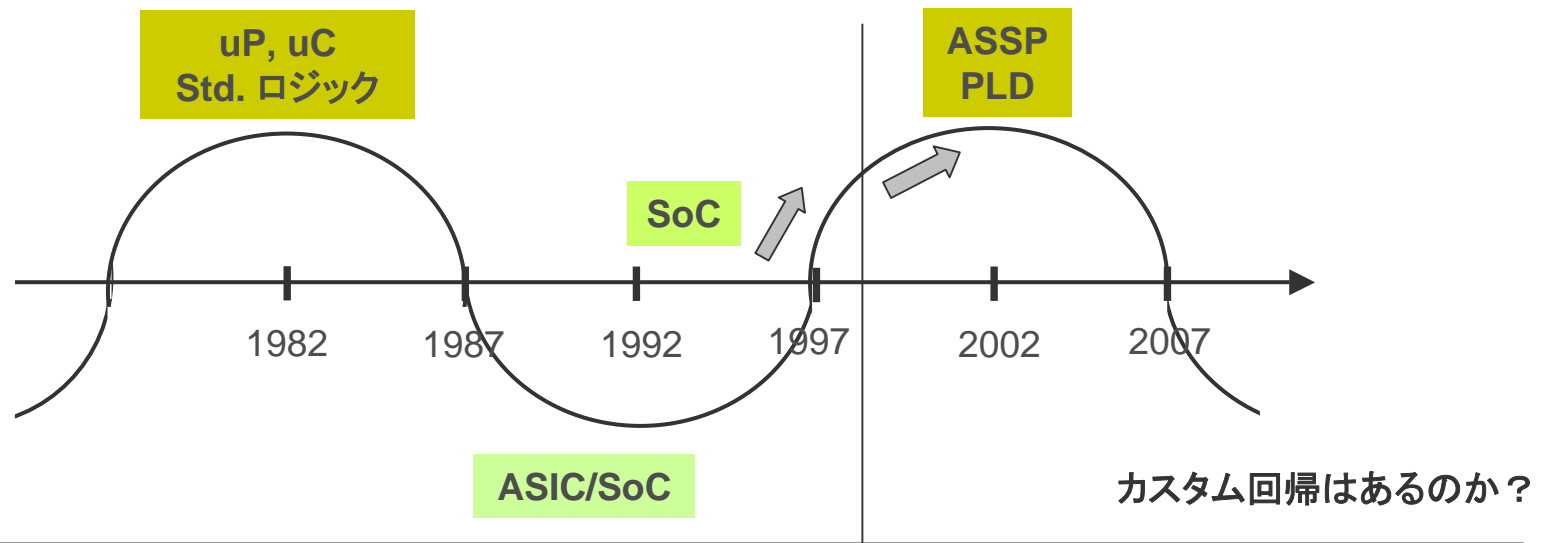 uP, uC
Std. ロジック
ASSP
PLD
SoC
1982
1987
1992
1997
2002
2007
ASIC/SoC
カスタム回帰はあるのか？